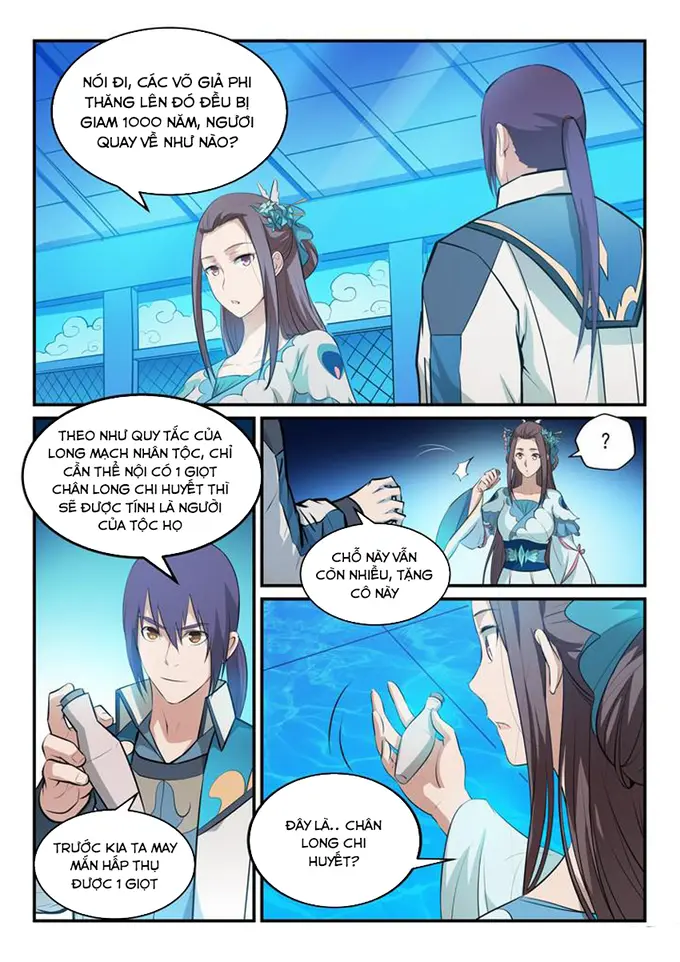 NÓI ĐI, CÁC VÕ GIẢ PHI
THĂNG LÊN ĐÓ ĐỀU BỊ
GIAM 1000 NĂM, NGƯƠI
QUAY VỀ NHƯ NÀO?
THEO NHƯ QUY TẮC CỦA
LONG MẠCH NHÂN TỘC, CHỈ
CẦN THỂ NỘI CÓ 1 GIỌT
CHÂN LONG CHI HUYẾT THÌ
SẼ ĐƯỢC TÍNH LÀ NGƯỜI
CỦA TỘC HỌ
TRƯỚC KIA TA MAY
MẮN HẤP THỤ
ĐƯỢC 1 GIỌT
?
CHỖ NÀY VẪN
CÒN NHIỀU, TẶNG
CÔ NÀY
ĐÂY LÀ.. CHÂN
LONG CHI
HUYẾT?